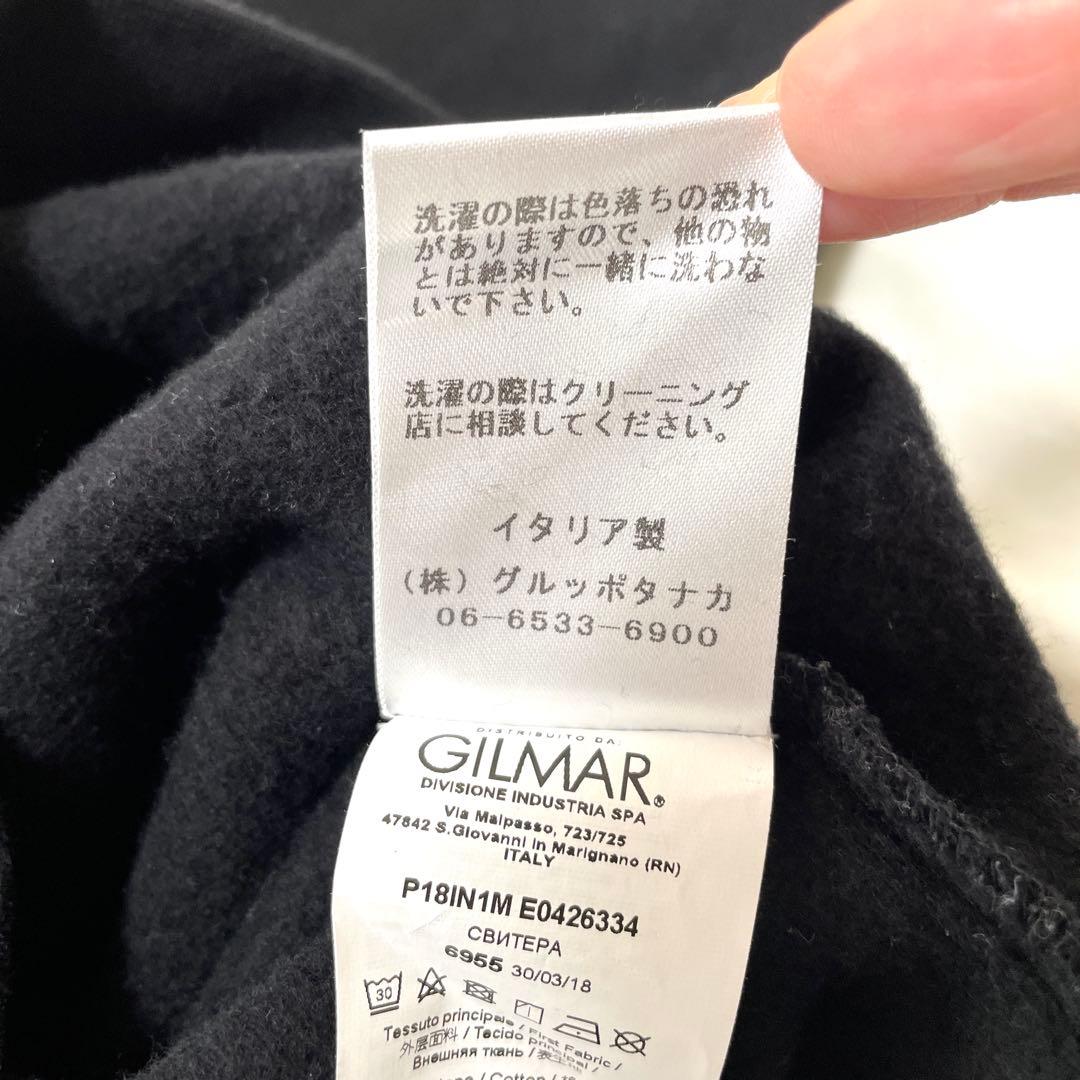 洗濯の際は色落ちの恐れ
がありますので、他の物
とは絶対に一緒に洗わな
いで下さい。
洗濯の際はクリーニング
店に相談してください。
イタリア製
（株）グルッポタナカ
06-6533-6900
DISTRIBUITO DA:
GILMAR®
DIVISIONE INDUSTRIA SPA
Via Malpasso, 723/725
47842 S.Giovanni in Marignano (RN)
ITALY
P18IN1M E0426334
СВИТЕРА
6955 30/03/18
30
Tessuto principale / First Fabric /
外层面料 / Tecido principal /
Внешняя ткань / 表生地
/ Cotton /